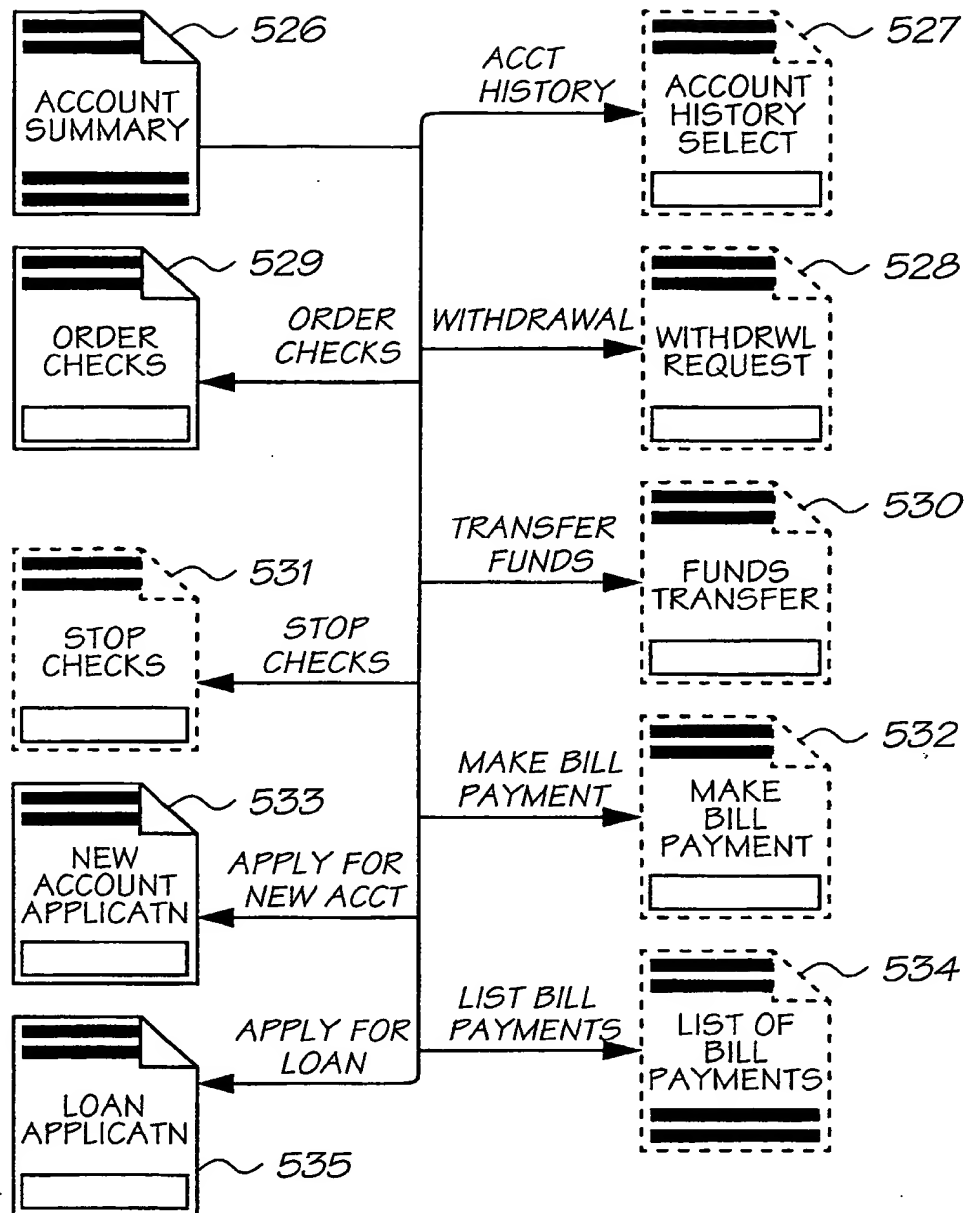 526
ACCOUNT
SUMMARY
ACCT
HISTORY
527
ACCOUNT
HISTORY
SELECT
529
ORDER
CHECKS
ORDER
CHECKS
WITHDRAWAL
528
WITHDRWL
REQUEST
TRANSFER
FUNDS
530
FUNDS
TRANSFER
531
STOP
CHECKS
STOP
CHECKS
MAKE BILL
PAYMENT
532
MAKE
BILL
PAYMENT
533
NEW
ACCOUNT
APPLICATN
APPLY FOR
NEW ACCT
LIST BILL
PAYMENTS
534
LIST OF
BILL
PAYMENTS
APPLY FOR
LOAN
LOAN
APPLICATN
535